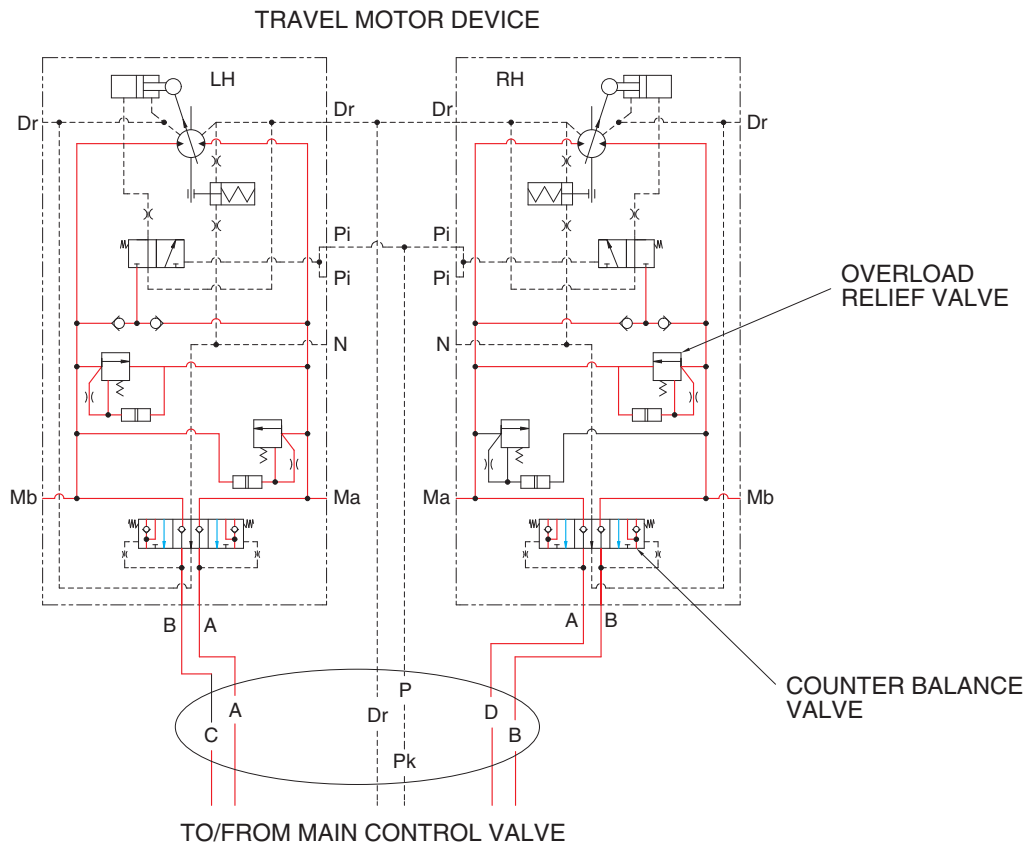 TRAVEL MOTOR DEVICE
LH
RH
Dr
Dr
Dr
Dr
Pi
Pi
Pi
Pi
OVERLOAD
RELIEF VALVE
N
N
Mb
Ma
Ma
Mb
B
A
A
B
COUNTER BALANCE
VALVE
P
A
Dr
D
C
B
Pk
TO/FROM MAIN CONTROL VALVE